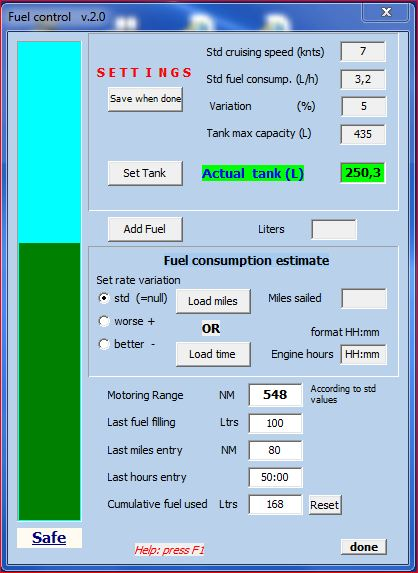 Fuel control v.2.0
X
Std cruising speed (knts) 7
SETTINGS
Std fuel consump. (L/h) 3,2
Save when done
Variation (%) 5
Tank max capacity (L) 435
Set Tank
Actual tank (L) 250,3
Add Fuel
Liters
Fuel consumption estimate
Set rate variation
std (=null)
Load miles
Miles sailed
worse +
OR
format HH:mm
better -
Load time
Engine hours HH:mm
Motoring Range NM 548
According to std
values
Last fuel filling Ltrs 100
Last miles entry NM 80
Last hours entry 50:00
Cumulative fuel used Ltrs 168 Reset
Safe
Help: press F1
done